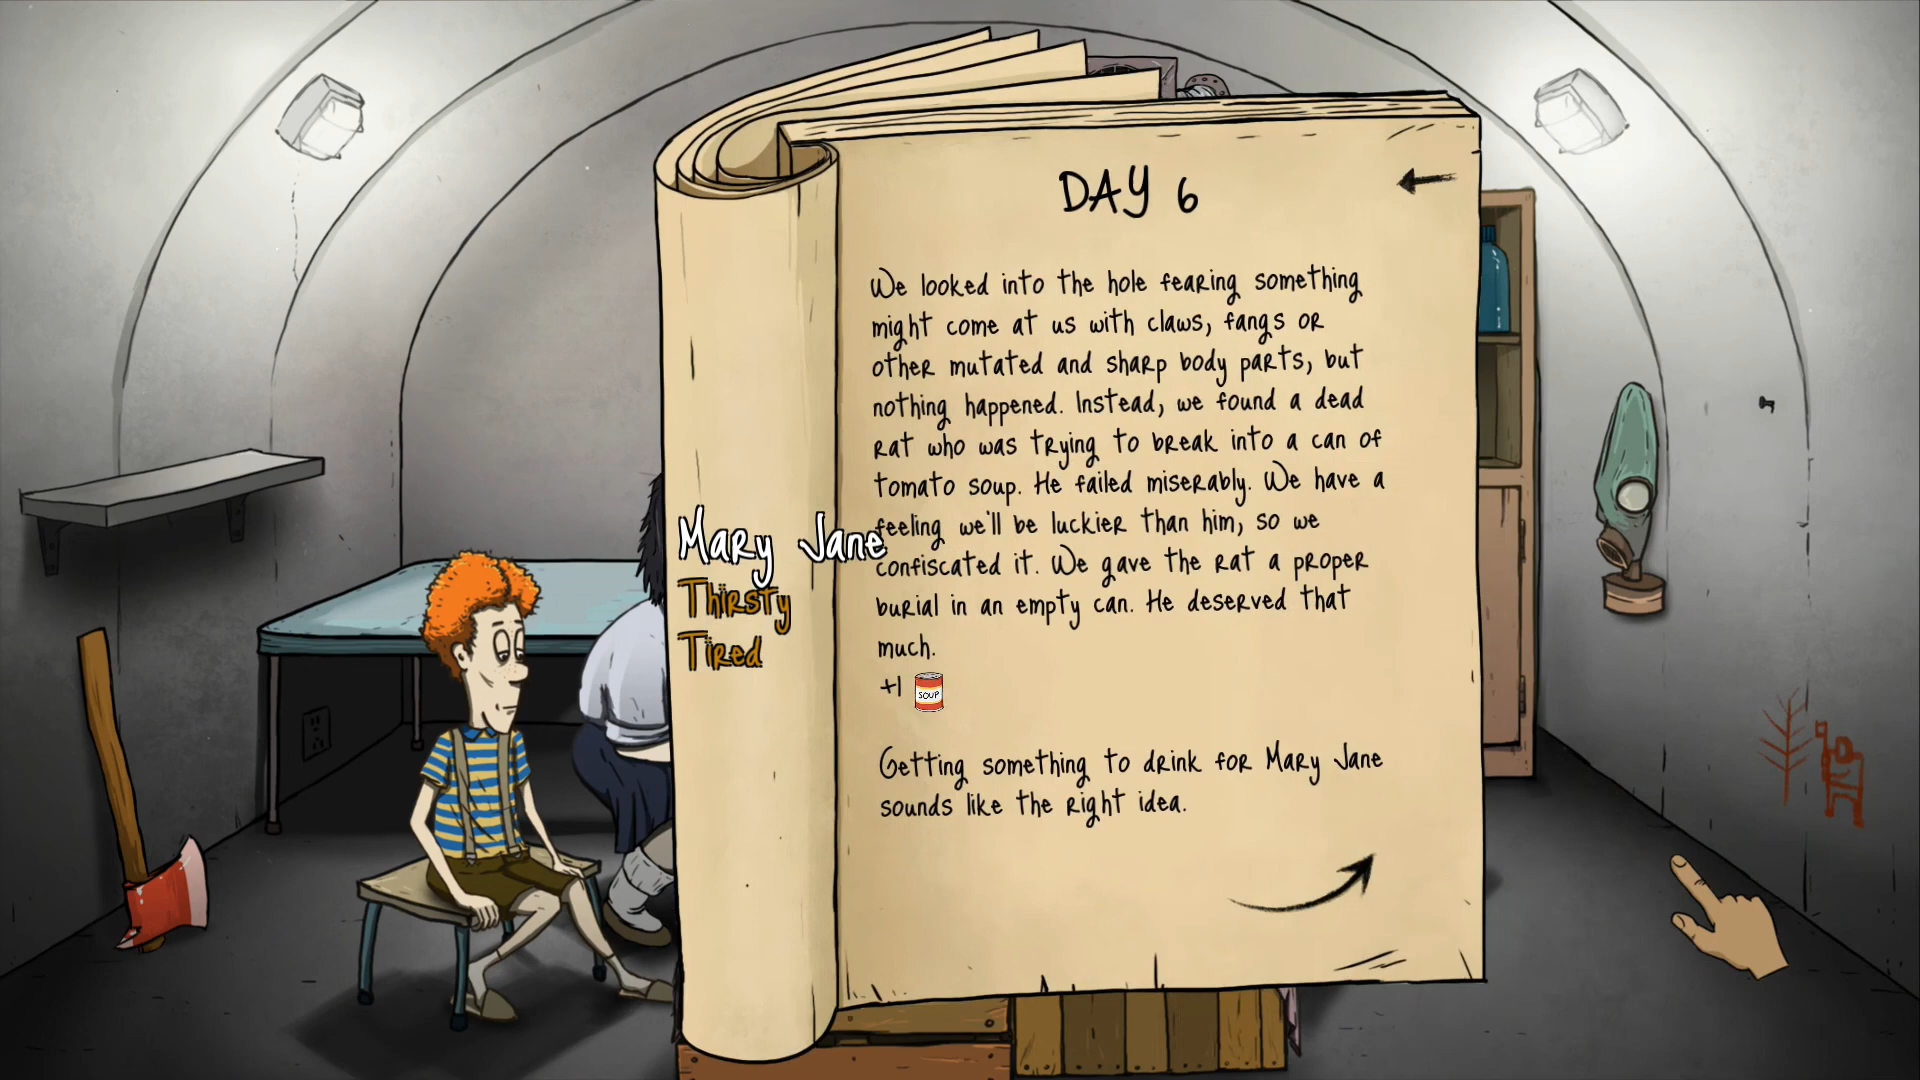 DAY 6
We looked into the hole fearing something
might come at us with claws, fangs or
other mutated and sharp body parts, but
nothing happened. Instead, we found a dead
rat who was trying to break into a can of
tomato soup. He failed miserably. We have a
feeling we'll be luckier than him, so we
confiscated it. We gave the rat a proper
burial in an empty can. He deserved that
much.
+1
SOUP
Getting something to drink for Mary Jane
sounds like the right idea.
Mary Jane
Thirsty
Tired